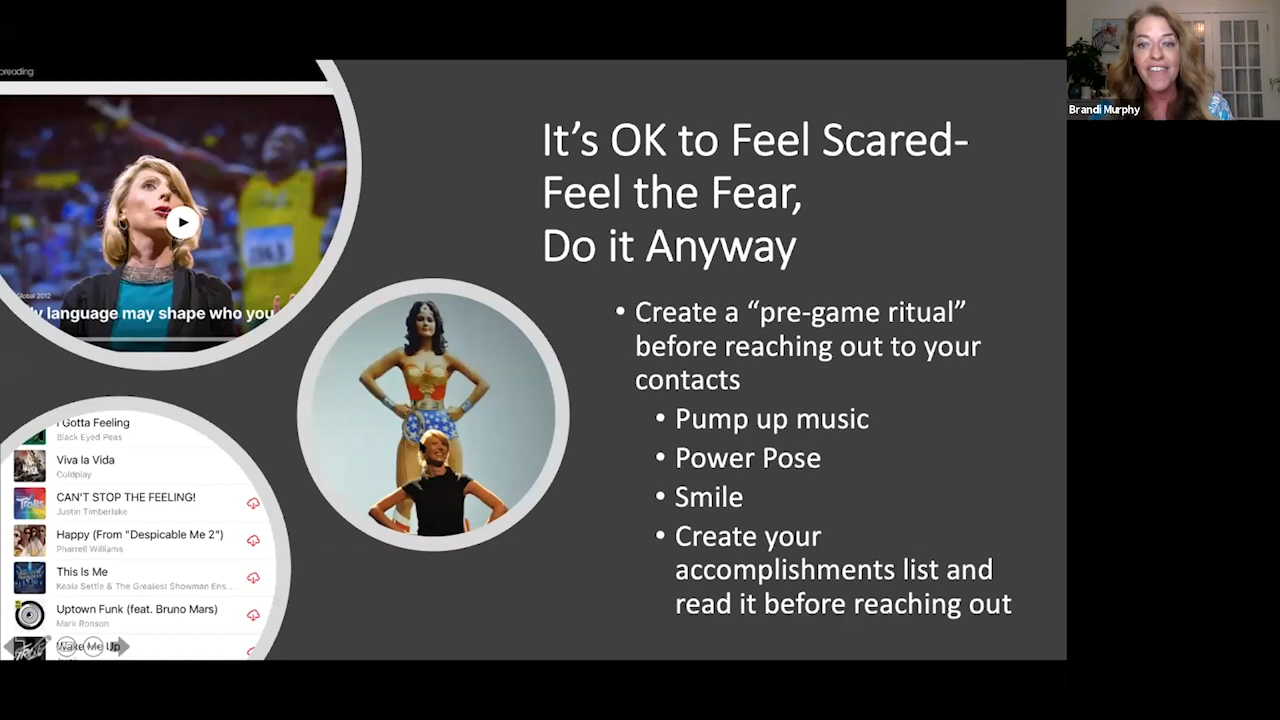 Brandi Murphy
preading
Global 2012
language may shape who you
It's OK to Feel Scared-
Feel the Fear,
Do it Anyway
• Create a “pre-game ritual”
before reaching out to your
contacts
• Pump up music
• Power Pose
• Smile
• Create your
accomplishments list and
read it before reaching out
I Gotta Feeling
Black Eyed Peas
Viva la Vida
Coldplay
CAN'T STOP THE FEELING!
Justin Timberlake
Happy (From "Despicable Me 2")
Pharrell Williams
This Is Me
Keala Settle & The Greatest Showman Ens...
Uptown Funk (feat. Bruno Mars)
Mark Ronson
Wake Me Up